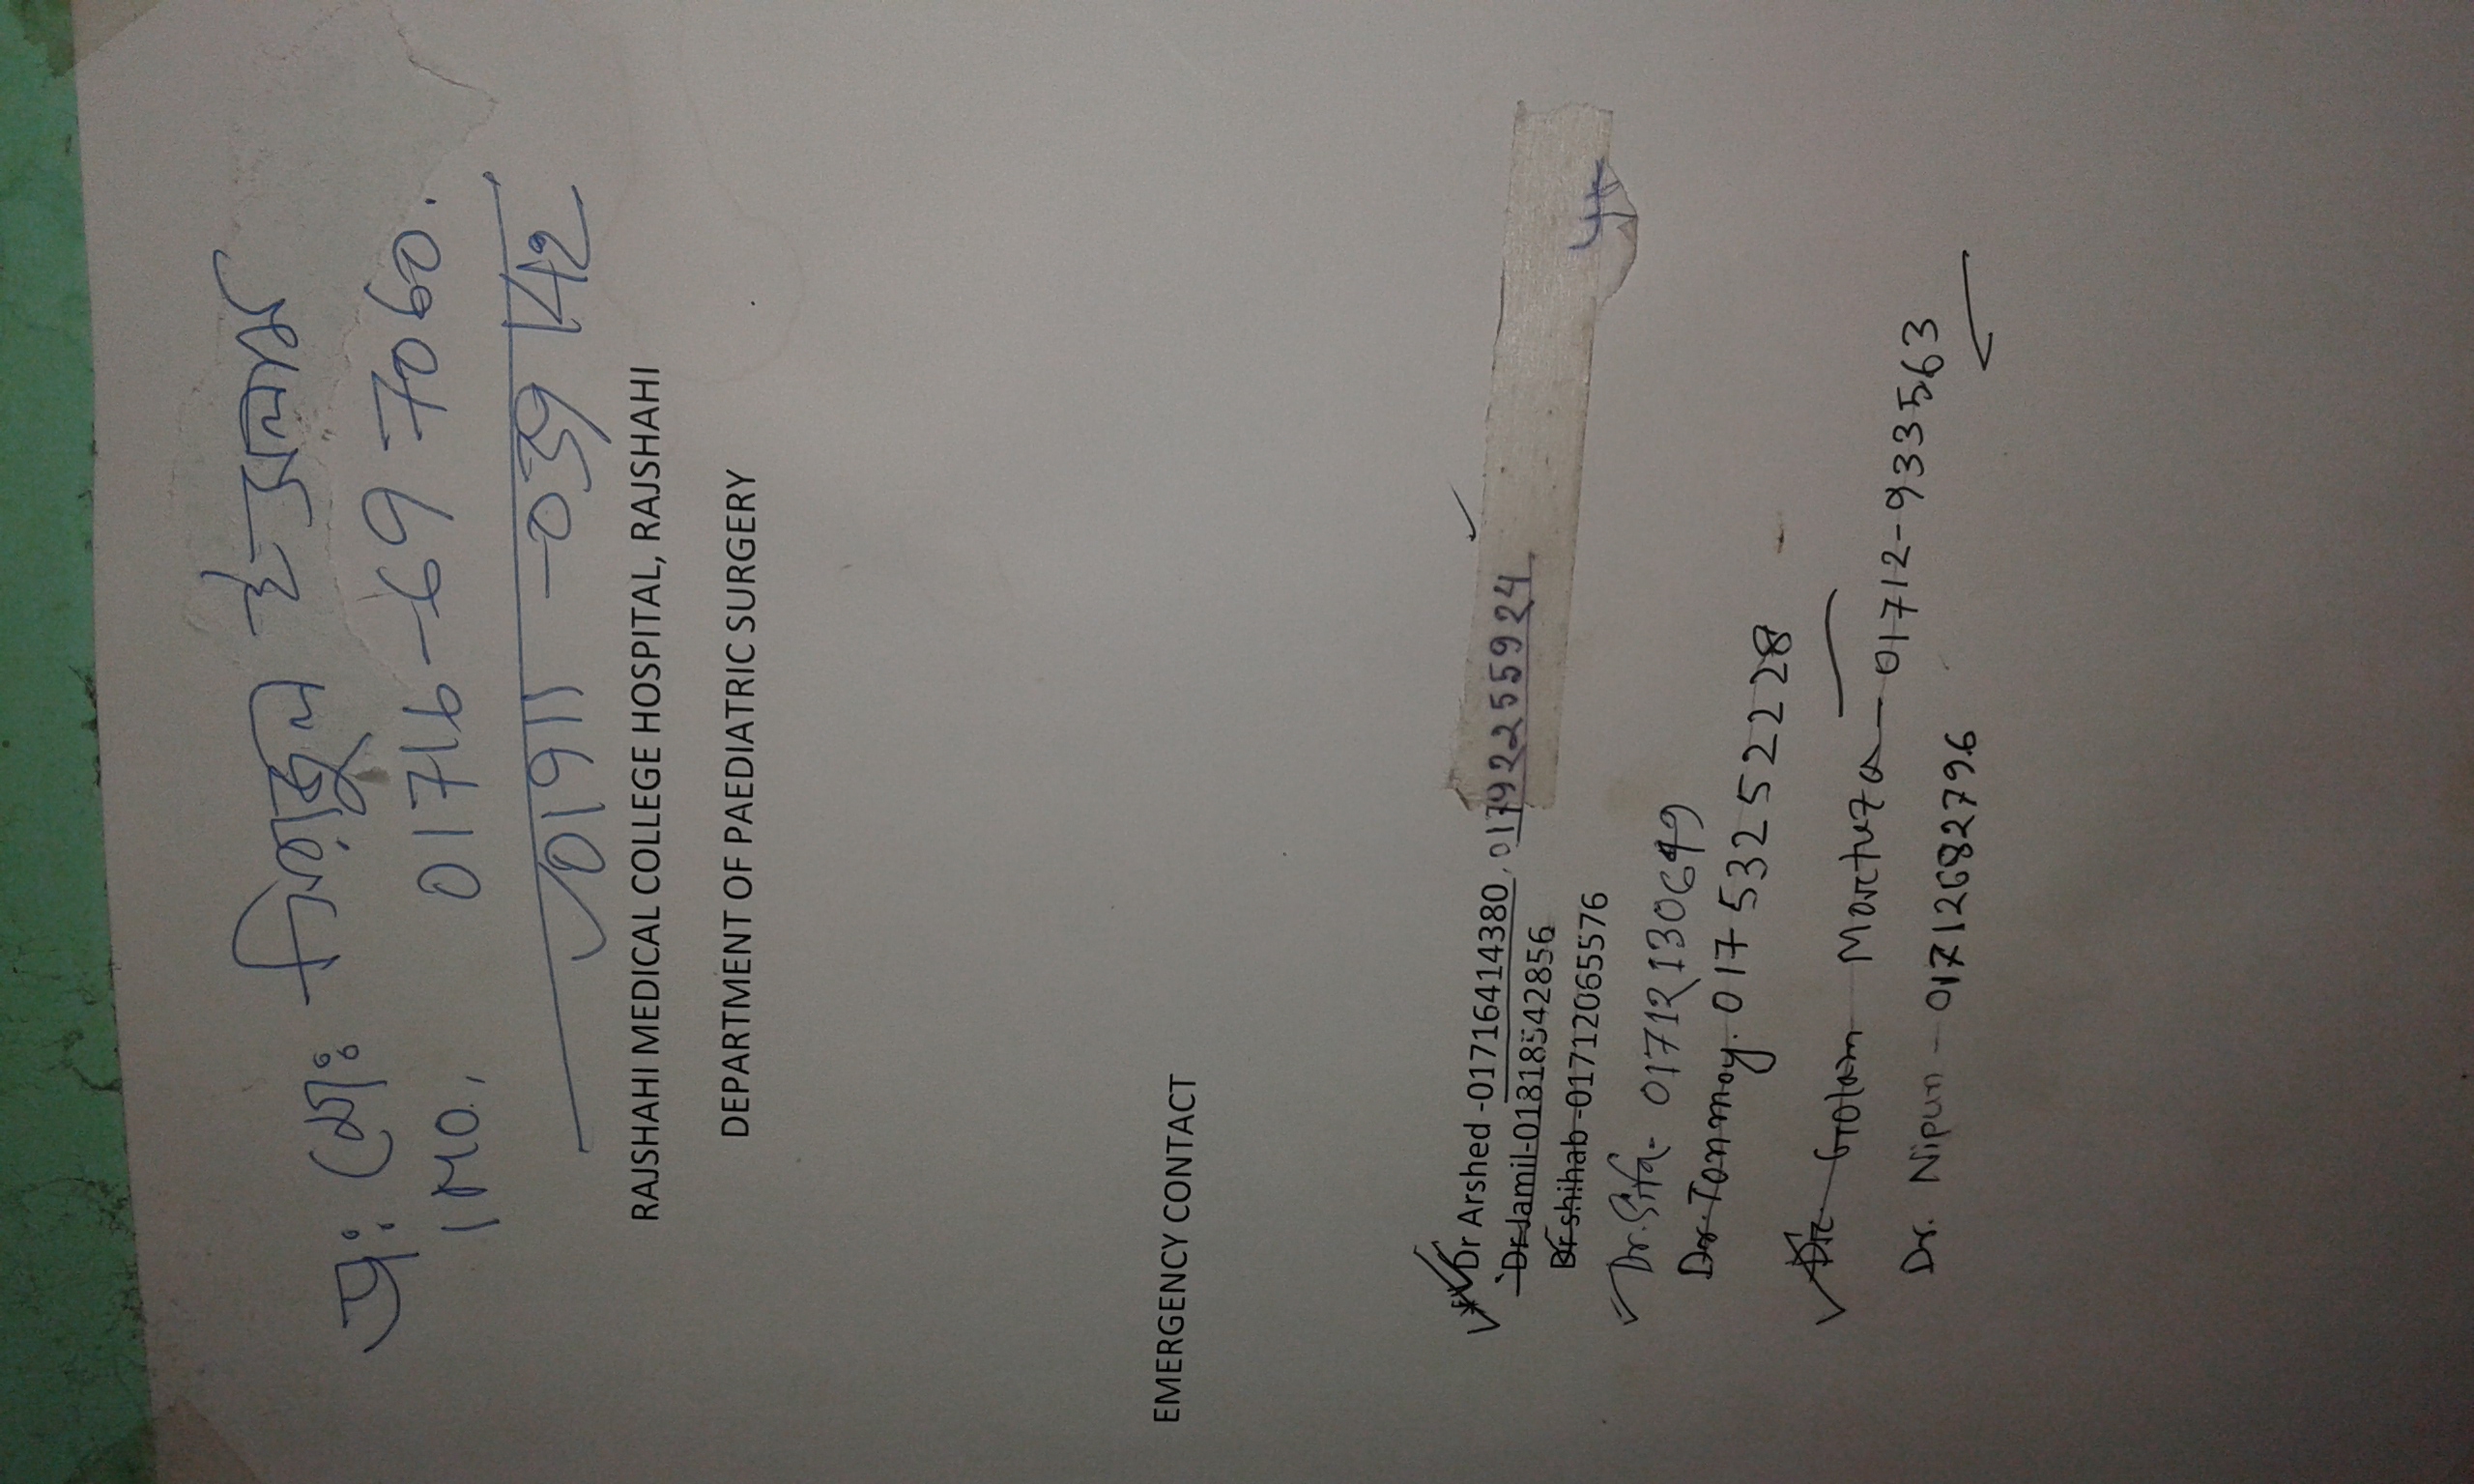 মোঃ ইসলাম
IMO, 01716-697060.
01911-039142
RAJSHAHI MEDICAL COLLEGE HOSPITAL, RAJSHAHI
DEPARTMENT OF PAEDIATRIC SURGERY
EMERGENCY CONTACT
Dr Arshed -01716414380, 01792255924
Dr Jamil-01818542856
Dr shihab -01712065576
Dr. Sifa- 01712130649
Dr. Tonmoy. 01753252228
Dr. Golam Mortuza - 01712-933563
Dr. Nipun - 01712682796